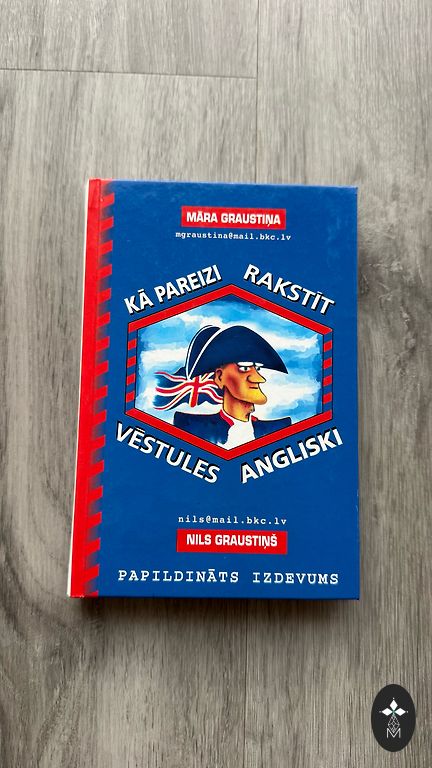 MĀRA GRAUSTIŅA
mgraustina@mail.bkc.lv
KĀ PAREIZI RAKSTĪT
VĒSTULES ANGLISKI
nils@mail.bkc.lv
NILS GRAUSTIŅŠ
PAPILDINĀTS IZDEVUMS